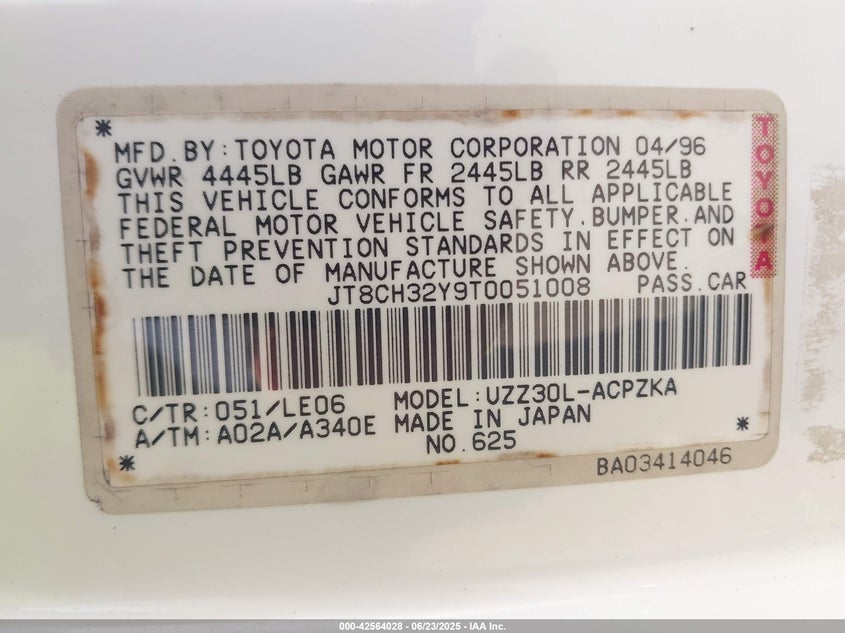 MFD.BY:TOYOTA MOTOR CORPORATION 04/96
GVWR 4445LB GAWR FR 2445LB RR 2445LB
THIS VEHICLE CONFORMS TO ALL APPLICABLE
FEDERAL MOTOR VEHICLE SAFETY.BUMPER.AND
THEFT PREVENTION STANDARDS IN EFFECT ON
THE DATE OF MANUFACTURE SHOWN ABOVE.
JT8CH32Y9T0051008 PASS.CAR
TOYOTA
C/TR:051/LE06 MODEL:UZZ30L-ACPZKA
A/TM:A02A/A340E MADE IN JAPAN
NO.625
BA03414046
000-42564028 - 06/23/2025 - IAA Inc.